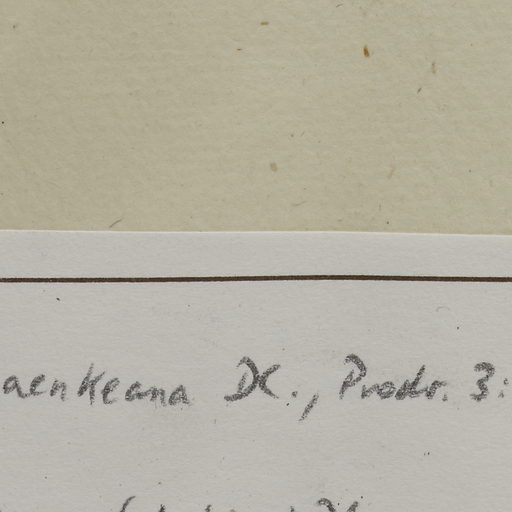 aenkeana DC., Prodr. 3: